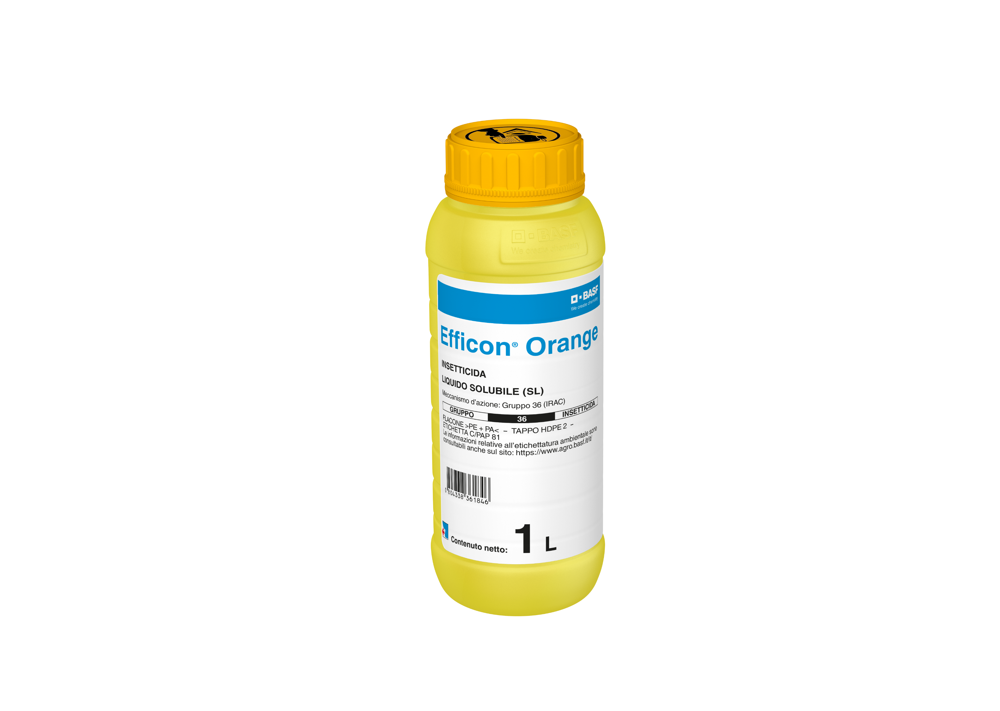 BASF
We create chemistry
BASF
We create chemistry
Efficon® Orange
INSETTICIDA
LIQUIDO SOLUBILE (SL)
Meccanismo d'azione: Gruppo 36 (IRAC)
GRUPPO 36 INSETTICIDA
FLACONE >PE + PA< – TAPPO HDPE 2 –
ETICHETTA C/PAP 81
Le informazioni relative all'etichettatura ambientale sono
consultabili anche sul sito: https://www.agro.basf.it/it/
0 804338 361846
Contenuto netto: 1 L